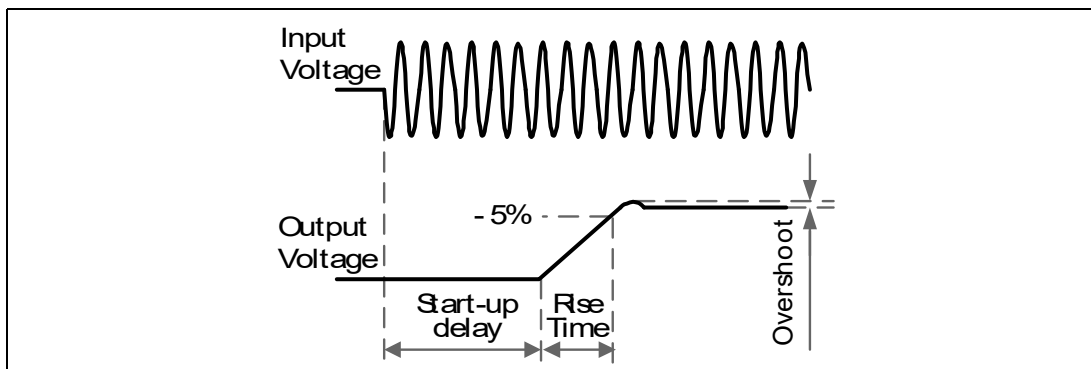 Input
Voltage
- 5%
Output
Voltage
Start-up
delay
Rise
Time
Overshoot